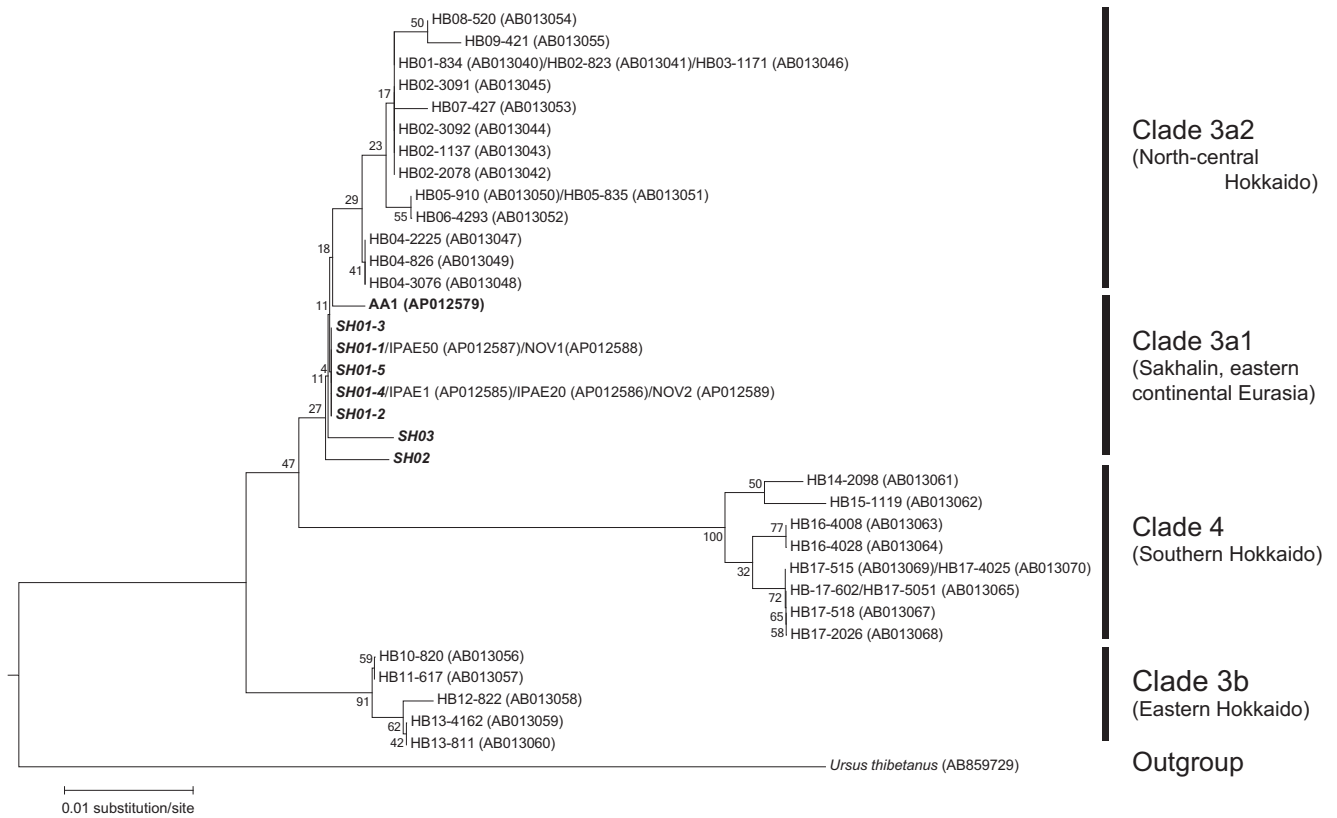 50
HB08-520 (AB013054)
HB09-421 (AB013055)
HB01-834 (AB013040)/HB02-823 (AB013041)/HB03-1171 (AB013046)
HB02-3091 (AB013045)
17
HB07-427 (AB013053)
HB02-3092 (AB013044)
23
HB02-1137 (AB013043)
HB02-2078 (AB013042)
29
HB05-910 (AB013050)/HB05-835 (AB013051)
55
HB06-4293 (AB013052)
18
HB04-2225 (AB013047)
HB04-826 (AB013049)
41
HB04-3076 (AB013048)
11
AA1 (AP012579)
SH01-3
SH01-1/IPAE50 (AP012587)/NOV1(AP012588)
4
SH01-5
11
SH01-4/IPAE1 (AP012585)/IPAE20 (AP012586)/NOV2 (AP012589)
27
SH01-2
SH03
47
SH02
50
HB14-2098 (AB013061)
HB15-1119 (AB013062)
100
77
HB16-4008 (AB013063)
HB16-4028 (AB013064)
32
HB17-515 (AB013069)/HB17-4025 (AB013070)
72
HB-17-602/HB17-5051 (AB013065)
65
HB17-518 (AB013067)
58
HB17-2026 (AB013068)
59
HB10-820 (AB013056)
HB11-617 (AB013057)
91
HB12-822 (AB013058)
62
HB13-4162 (AB013059)
42
HB13-811 (AB013060)
Ursus thibetanus (AB859729)
0.01 substitution/site
Clade 3a2
(North-central
Hokkaido)
Clade 3a1
(Sakhalin, eastern
continental Eurasia)
Clade 4
(Southern Hokkaido)
Clade 3b
(Eastern Hokkaido)
Outgroup